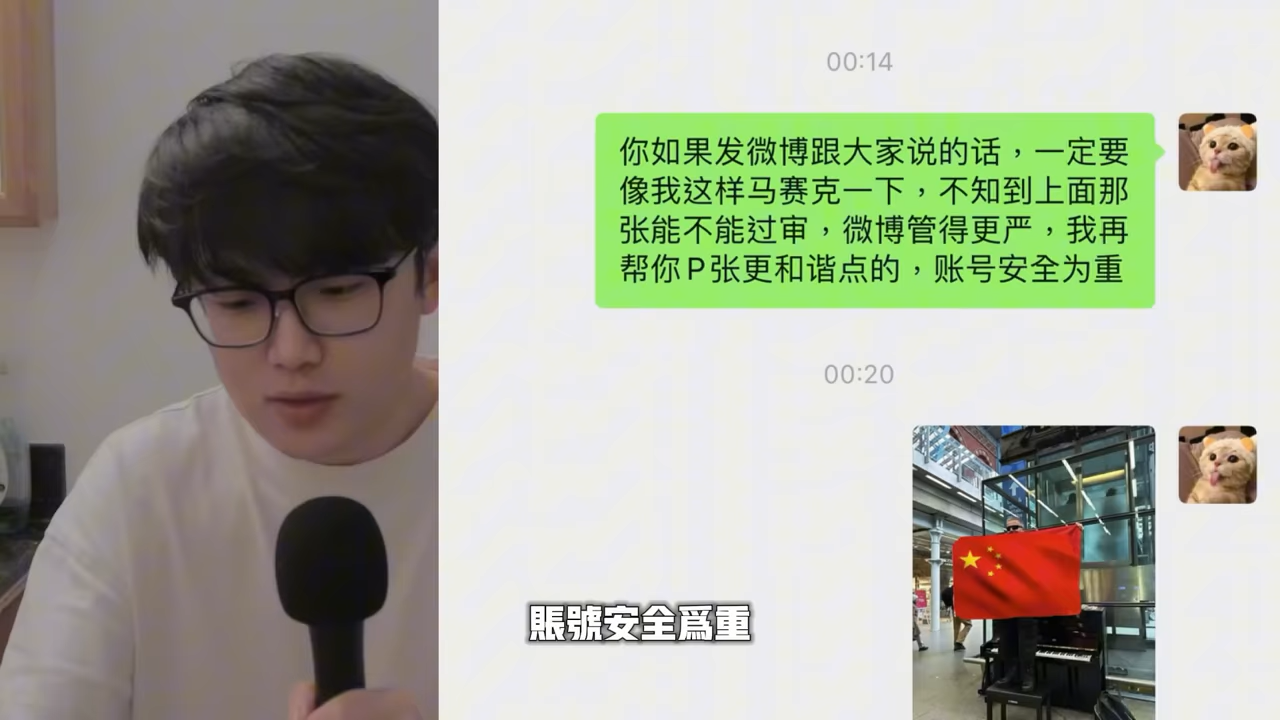 00:14
你如果发微博跟大家说的话，一定要
像我这样马赛克一下，不知到上面那
张能不能过审，微博管得更严，我再
帮你P张更和谐点的，账号安全为重
00:20
賬號安全爲重